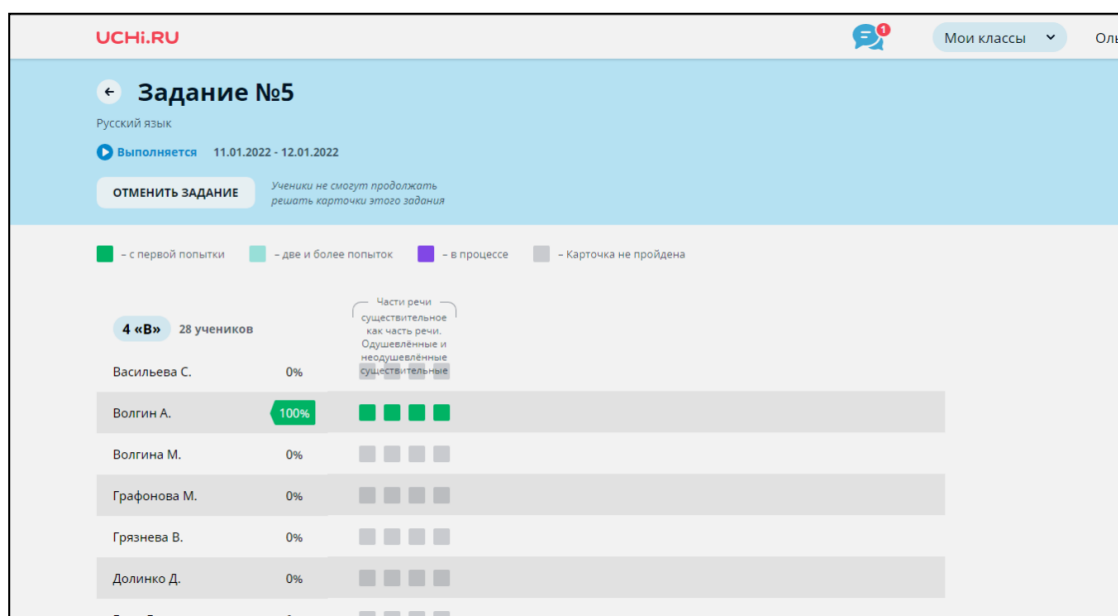 UCHi.RU
1
Мои классы
Оль
← Задание №5
Русский язык
Выполняется 11.01.2022 - 12.01.2022
ОТМЕНИТЬ ЗАДАНИЕ
Ученики не смогут продолжать
решать карточки этого задания
– с первой попытки
– две и более попыток
– в процессе
– Карточка не пройдена
4 «В» 28 учеников
Части речи
существительное
как часть речи.
Одушевлённые и
неодушевлённые
существительные
Васильева С. 0%
Волгин А. 100%
Волгина М. 0%
Графонова М. 0%
Грязнева В. 0%
Долинко Д. 0%